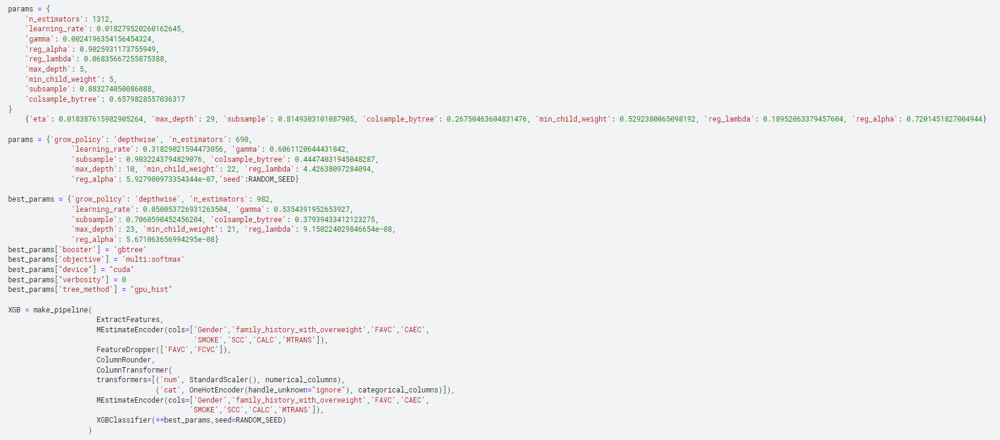 params = {
    'n_estimators': 1312,
    'learning_rate': 0.018279520260162645,
    'gamma': 0.0024196354156454324,
    'reg_alpha': 0.9025931173755949,
    'reg_lambda': 0.06835667255875388,
    'max_depth': 5,
    'min_child_weight': 5,
    'subsample': 0.883274050086088,
    'colsample_bytree': 0.6579828557036317
}
    {'eta': 0.018387615982905264, 'max_depth': 29, 'subsample': 0.8149303101087905, 'colsample_bytree': 0.26750463604831476, 'min_child_weight': 0.5292380065098192, 'reg_lambda': 0.18952063379457604, 'reg_alpha': 0.7201451827004944}

params = {'grow_policy': 'depthwise', 'n_estimators': 690,
               'learning_rate': 0.31829021594473056, 'gamma': 0.6061120644431842,
               'subsample': 0.9032243794829076, 'colsample_bytree': 0.44474031945048287,
               'max_depth': 10, 'min_child_weight': 22, 'reg_lambda': 4.42638097284094,
               'reg_alpha': 5.927900973354344e-07,'seed':RANDOM_SEED}

best_params = {'grow_policy': 'depthwise', 'n_estimators': 982,
               'learning_rate': 0.050053726931263504, 'gamma': 0.5354391952653927,
               'subsample': 0.7060590452456204, 'colsample_bytree': 0.37939433412123275,
               'max_depth': 23, 'min_child_weight': 21, 'reg_lambda': 9.150224029846654e-08,
               'reg_alpha': 5.671063656994295e-08}
best_params['booster'] = 'gbtree'
best_params['objective'] = 'multi:softmax'
best_params["device"] = "cuda"
best_params["verbosity"] = 0
best_params['tree_method'] = "gpu_hist"

XGB = make_pipeline(
                     ExtractFeatures,
                     MEstimateEncoder(cols=['Gender','family_history_with_overweight','FAVC','CAEC',
                                            'SMOKE','SCC','CALC','MTRANS']),
                     FeatureDropper(['FAVC','FCVC']),
                     ColumnRounder,
                     ColumnTransformer(
                     transformers=[('num', StandardScaler(), numerical_columns),
                                   ('cat', OneHotEncoder(handle_unknown="ignore"), categorical_columns)]),
                     MEstimateEncoder(cols=['Gender','family_history_with_overweight','FAVC','CAEC',
                                           'SMOKE','SCC','CALC','MTRANS']),
                     XGBClassifier(**best_params,seed=RANDOM_SEED)
                   )